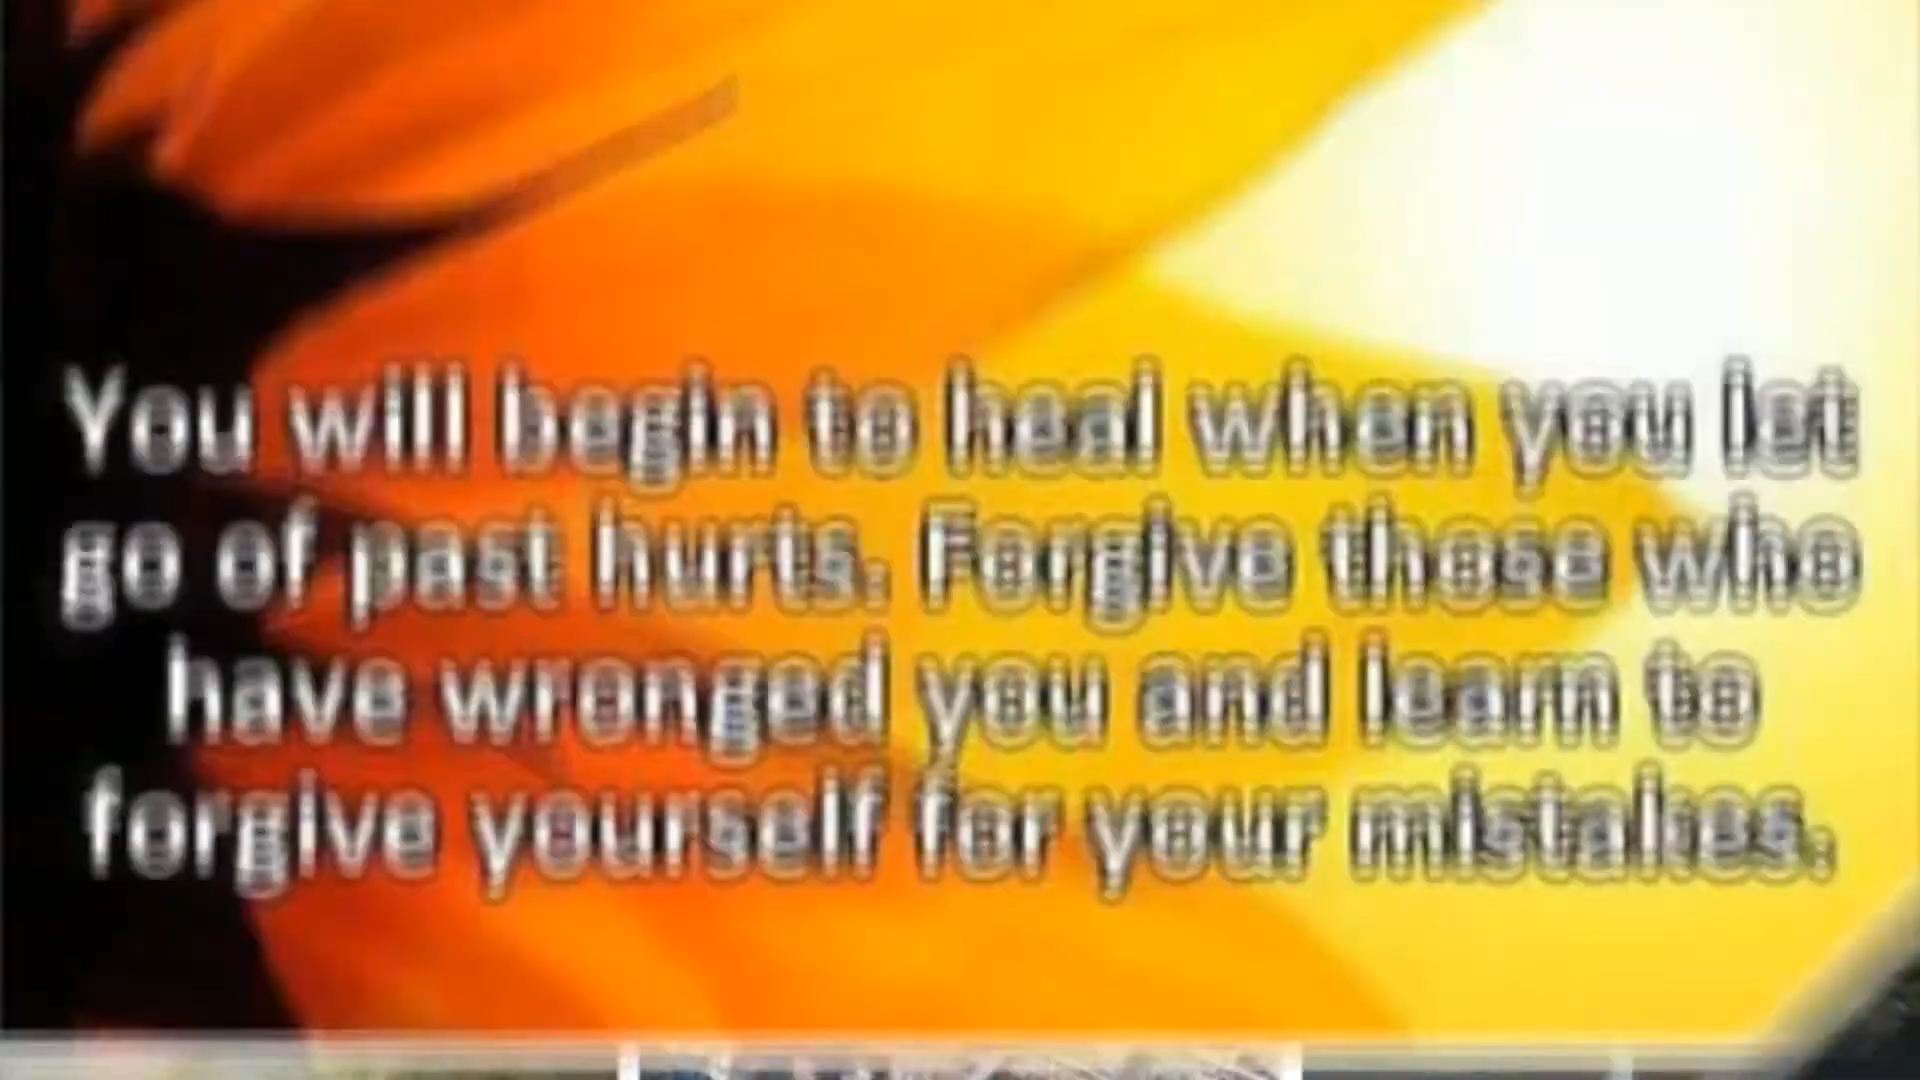 You will begin to heal when you let
go of past hurts. Forgive those who
have wronged you and learn to
forgive yourself for your mistakes.